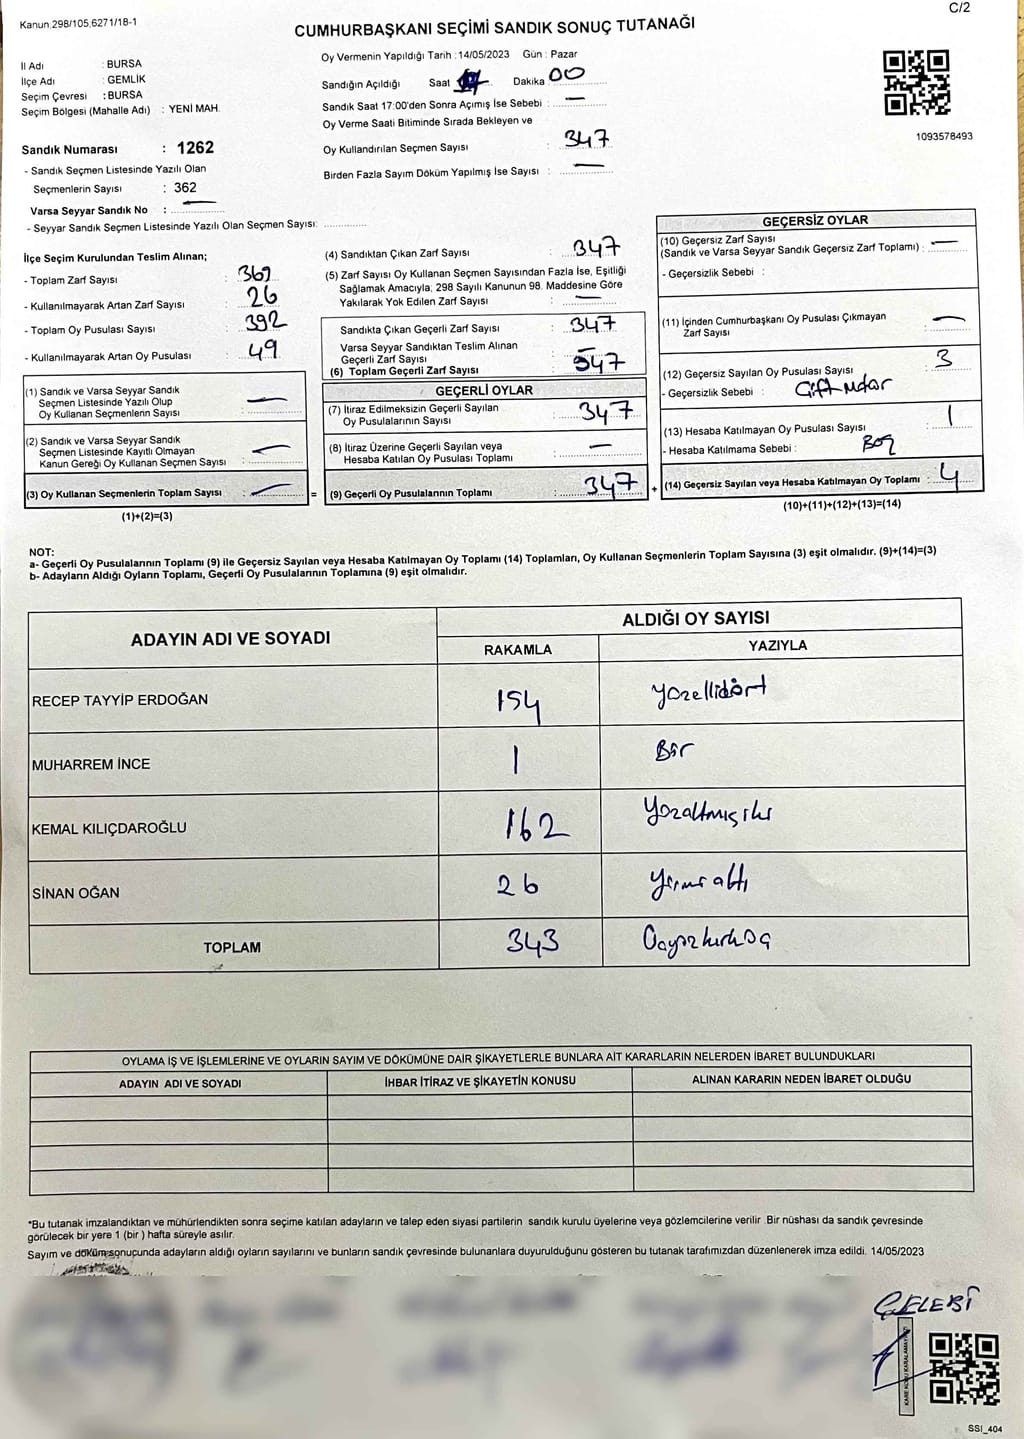 Kanun.298/105,6271/18-1
C/2
CUMHURBAŞKANI SEÇİMİ SANDIK SONUÇ TUTANAĞI
İl Adı : BURSA
İlçe Adı : GEMLİK
Seçim Çevresi : BURSA
Seçim Bölgesi (Mahalle Adı) : YENİ MAH.
Sandık Numarası : 1262
- Sandık Seçmen Listesinde Yazılı Olan
Seçmenlerin Sayısı : 362
Varsa Seyyar Sandık No : —
- Seyyar Sandık Seçmen Listesinde Yazılı Olan Seçmen Sayısı:
Oy Vermenin Yapıldığı Tarih : 14/05/2023 Gün : Pazar
Sandığın Açıldığı Saat Dakika 00
Sandık Saat 17:00'den Sonra Açımış İse Sebebi : —
Oy Verme Saati Bitiminde Sırada Bekleyen ve
Oy Kullandırılan Seçmen Sayısı : 347
Birden Fazla Sayım Döküm Yapılmış İse Sayısı : —
1093578493
İlçe Seçim Kurulundan Teslim Alınan;
- Toplam Zarf Sayısı :
- Kullanılmayarak Artan Zarf Sayısı : 26
- Toplam Oy Pusulası Sayısı : 392
- Kullanılmayarak Artan Oy Pusulası : 49
(1) Sandık ve Varsa Seyyar Sandık
Seçmen Listesinde Yazılı Olup
Oy Kullanan Seçmenlerin Sayısı : —
(2) Sandık ve Varsa Seyyar Sandık
Seçmen Listesinde Kayıtlı Olmayan
Kanun Gereği Oy Kullanan Seçmen Sayısı : —
(3) Oy Kullanan Seçmenlerin Toplam Sayısı : — =
(1)+(2)=(3)
(4) Sandıktan Çıkan Zarf Sayısı : 347
(5) Zarf Sayısı Oy Kullanan Seçmen Sayısından Fazla İse, Eşitliği
Sağlamak Amacıyla; 298 Sayılı Kanunun 98. Maddesine Göre
Yakılarak Yok Edilen Zarf Sayısı : —
Sandıkta Çıkan Geçerli Zarf Sayısı : 347
Varsa Seyyar Sandıktan Teslim Alınan
Geçerli Zarf Sayısı : —
(6) Toplam Geçerli Zarf Sayısı : 347
GEÇERLİ OYLAR
(7) İtiraz Edilmeksizin Geçerli Sayılan
Oy Pusulalarının Sayısı : 347
(8) İtiraz Üzerine Geçerli Sayılan veya
Hesaba Katılan Oy Pusulası Toplamı : —
(9) Geçerli Oy Pusulalarının Toplamı : 347 +
GEÇERSİZ OYLAR
(10) Geçersiz Zarf Sayısı
(Sandık ve Varsa Seyyar Sandık Geçersiz Zarf Toplamı) : —
- Geçersizlik Sebebi :
(11) İçinden Cumhurbaşkanı Oy Pusulası Çıkmayan
Zarf Sayısı : —
(12) Geçersiz Sayılan Oy Pusulası Sayısı : 3
- Geçersizlik Sebebi : Çift Mühür
(13) Hesaba Katılmayan Oy Pusulası Sayısı : 1
- Hesaba Katılmama Sebebi : Boş
(14) Geçersiz Sayılan veya Hesaba Katılmayan Oy Toplamı : 4
(10)+(11)+(12)+(13)=(14)
NOT:
a- Geçerli Oy Pusulalarının Toplamı (9) ile Geçersiz Sayılan veya Hesaba Katılmayan Oy Toplamı (14) Toplamları, Oy Kullanan Seçmenlerin Toplam Sayısına (3) eşit olmalıdır. (9)+(14)=(3)
b- Adayların Aldığı Oyların Toplamı, Geçerli Oy Pusulalarının Toplamına (9) eşit olmalıdır.
ADAYIN ADI VE SOYADI ALDIĞI OY SAYISI
RAKAMLA YAZIYLA
RECEP TAYYİP ERDOĞAN 154 Yüzellidört
MUHARREM İNCE 1 Bir
KEMAL KILIÇDAROĞLU 162 Yüzaltmışiki
SİNAN OĞAN 26 Yirmi altı
TOPLAM 343 Üçyüzkırküç
OYLAMA İŞ VE İŞLEMLERİNE VE OYLARIN SAYIM VE DÖKÜMÜNE DAİR ŞİKAYETLERLE BUNLARA AİT KARARLARIN NELERDEN İBARET BULUNDUKLARI
ADAYIN ADI VE SOYADI İHBAR İTİRAZ VE ŞİKAYETİN KONUSU ALINAN KARARIN NEDEN İBARET OLDUĞU
*Bu tutanak imzalandıktan ve mühürlendikten sonra seçime katılan adayların ve talep eden siyasi partilerin sandık kurulu üyelerine veya gözlemcilerine verilir .Bir nüshası da sandık çevresinde
görülecek bir yere 1 (bir ) hafta süreyle asılır.
Sayım ve döküm sonucunda adayların aldığı oyların sayılarını ve bunların sandık çevresinde bulunanlara duyurulduğunu gösteren bu tutanak tarafımızdan düzenlenerek imza edildi. 14/05/2023
ÇELEBİ
KARE KODU KARALAMAYINIZ
SSI_404